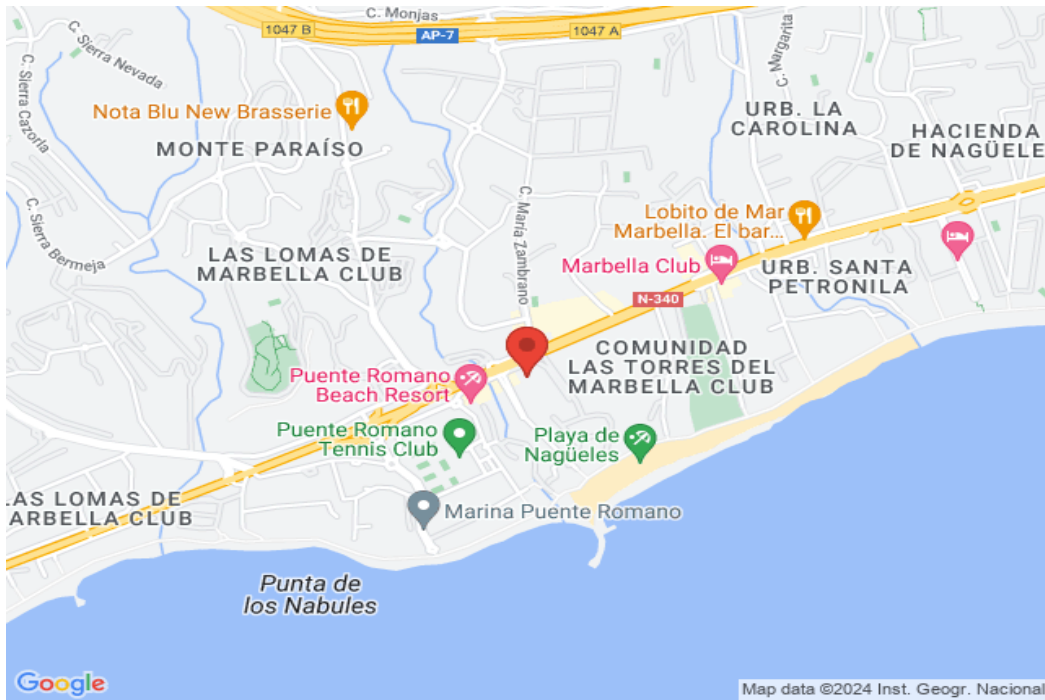 C. Monjas
1047 B
AP-7
1047 A
C. Sierra Nevada
C. Sierra Cazorla
C. Margarita
Nota Blu New Brasserie
MONTE PARAÍSO
URB. LA
CAROLINA
HACIENDA
DE NAGÜELE
C. Sierra Bermeja
C. María Zambrano
Lobito de Mar
Marbella. El bar...
LAS LOMAS DE
MARBELLA CLUB
Marbella Club
URB. SANTA
PETRONILA
N-340
COMUNIDAD
LAS TORRES DEL
MARBELLA CLUB
Puente Romano
Beach Resort
Puente Romano
Tennis Club
Playa de
Nagüeles
LAS LOMAS DE
ARBELLA CLUB
Marina Puente Romano
Punta de
los Nabules
Google
Map data ©2024 Inst. Geogr. Nacional